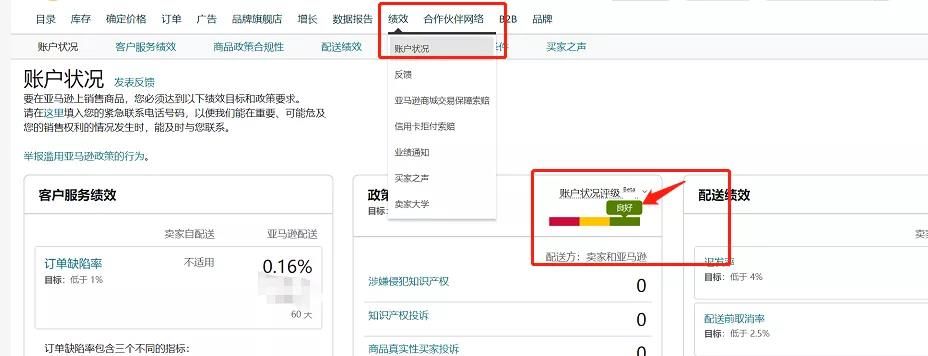 目录 库存 确定价格 订单 广告 品牌旗舰店 增长 数据报告 绩效 合作伙伴网络 B2B 品牌
账户状况 客户服务绩效 商品政策合规性 配送绩效 件 买家之声
账户状况
反馈
亚马逊商城交易保障索赔
信用卡拒付索赔
业绩通知
买家之声
卖家大学
账户状况 发表反馈
要在亚马逊上销售商品，您必须达到以下绩效目标和政策要求。
请在这里填入您的紧急联系电话号码，以便我们能在重要、可能危及
您的销售权利的情况发生时，能及时与您联系。
举报滥用亚马逊政策的行为。
客户服务绩效
卖家自配送 亚马逊配送
订单缺陷率 不适用 0.16%
目标：低于 1%
60 天
订单缺陷率包含三个不同的指标：
政策
目标：
账户状况评级 Beta
良好
配送方：卖家和亚马逊
涉嫌侵犯知识产权 0
知识产权投诉 0
商品真实性买家投诉 0
配送绩效
卖
迟发率
目标：低于 4%
配送前取消率
目标：低于 2.5%